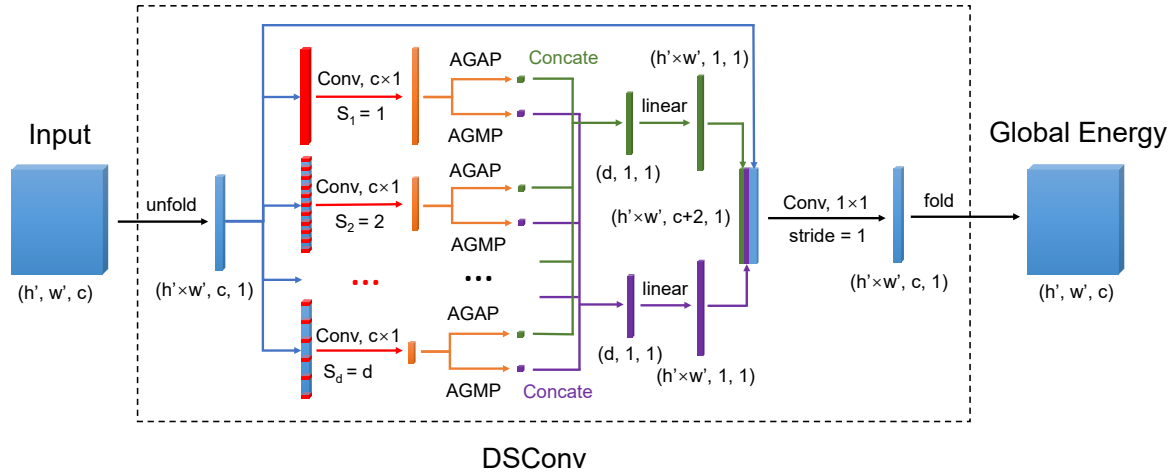 Input
(h', w', c)
unfold
(h'×w', c, 1)
Conv, c×1
S₁ = 1
AGAP
AGMP
Conv, c×1
S₂ = 2
AGAP
AGMP
...
...
Conv, c×1
S_d = d
AGAP
AGMP
Concate
Concate
(d, 1, 1)
linear
(h'×w', 1, 1)
(d, 1, 1)
linear
(h'×w', 1, 1)
(h'×w', c+2, 1)
Conv, 1×1
stride = 1
(h'×w', c, 1)
fold
Global Energy
(h', w', c)
DSConv